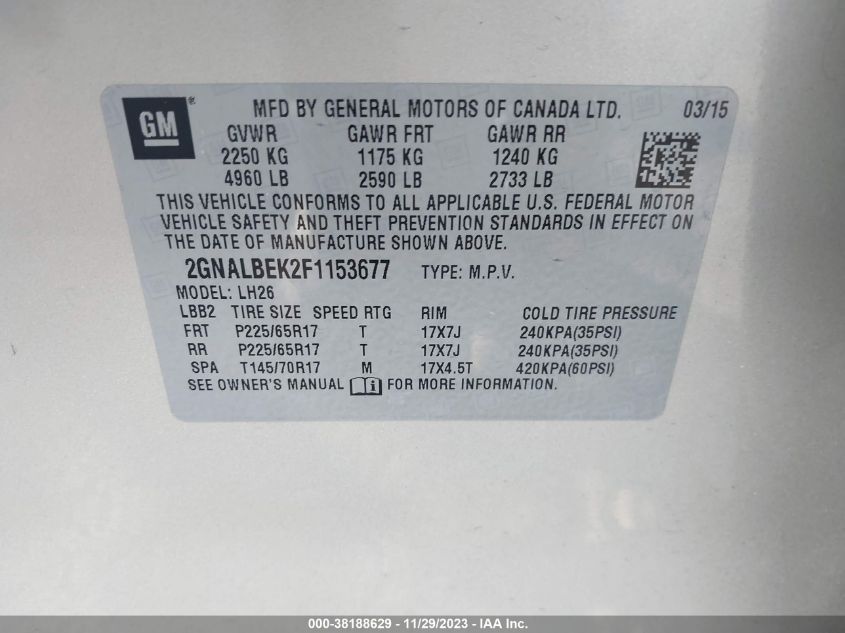 GM ® MFD BY GENERAL MOTORS OF CANADA LTD. 03/15
GVWR GAWR FRT GAWR RR
2250 KG 1175 KG 1240 KG
4960 LB 2590 LB 2733 LB
THIS VEHICLE CONFORMS TO ALL APPLICABLE U.S. FEDERAL MOTOR
VEHICLE SAFETY AND THEFT PREVENTION STANDARDS IN EFFECT ON
THE DATE OF MANUFACTURE SHOWN ABOVE.
2GNALBEK2F1153677 TYPE: M.P.V.
MODEL: LH26
LBB2 TIRE SIZE SPEED RTG RIM COLD TIRE PRESSURE
FRT P225/65R17 T 17X7J 240KPA(35PSI)
RR P225/65R17 T 17X7J 240KPA(35PSI)
SPA T145/70R17 M 17X4.5T 420KPA(60PSI)
SEE OWNER'S MANUAL i FOR MORE INFORMATION.
000-38188629 - 11/29/2023 - IAA Inc.